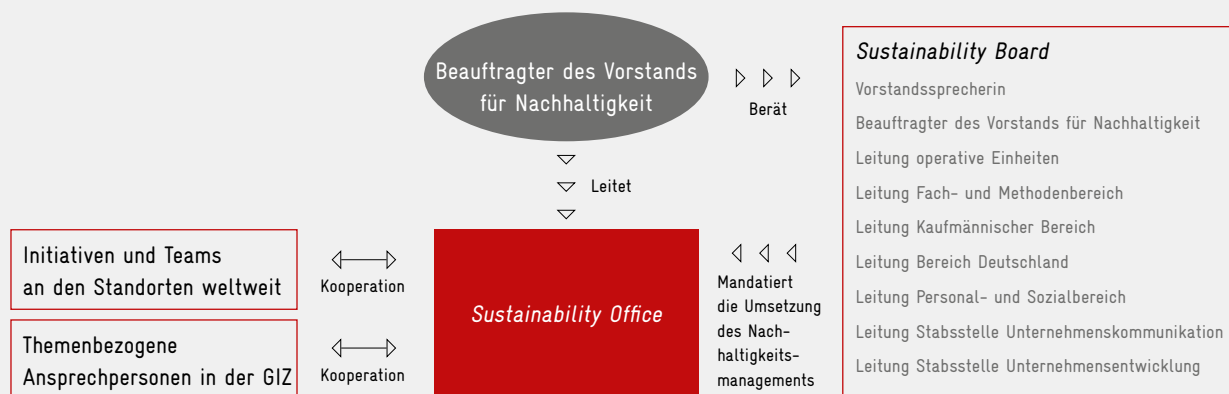 Beauftragter des Vorstands
für Nachhaltigkeit
Berät
Leitet
Sustainability Board
Vorstandssprecherin
Beauftragter des Vorstands für Nachhaltigkeit
Leitung operative Einheiten
Leitung Fach- und Methodenbereich
Leitung Kaufmännischer Bereich
Leitung Bereich Deutschland
Leitung Personal- und Sozialbereich
Leitung Stabsstelle Unternehmenskommunikation
Leitung Stabsstelle Unternehmensentwicklung
Initiativen und Teams
an den Standorten weltweit
Kooperation
Themenbezogene
Ansprechpersonen in der GIZ
Kooperation
Sustainability Office
Mandatiert
die Umsetzung
des Nach-
haltigkeits-
managements